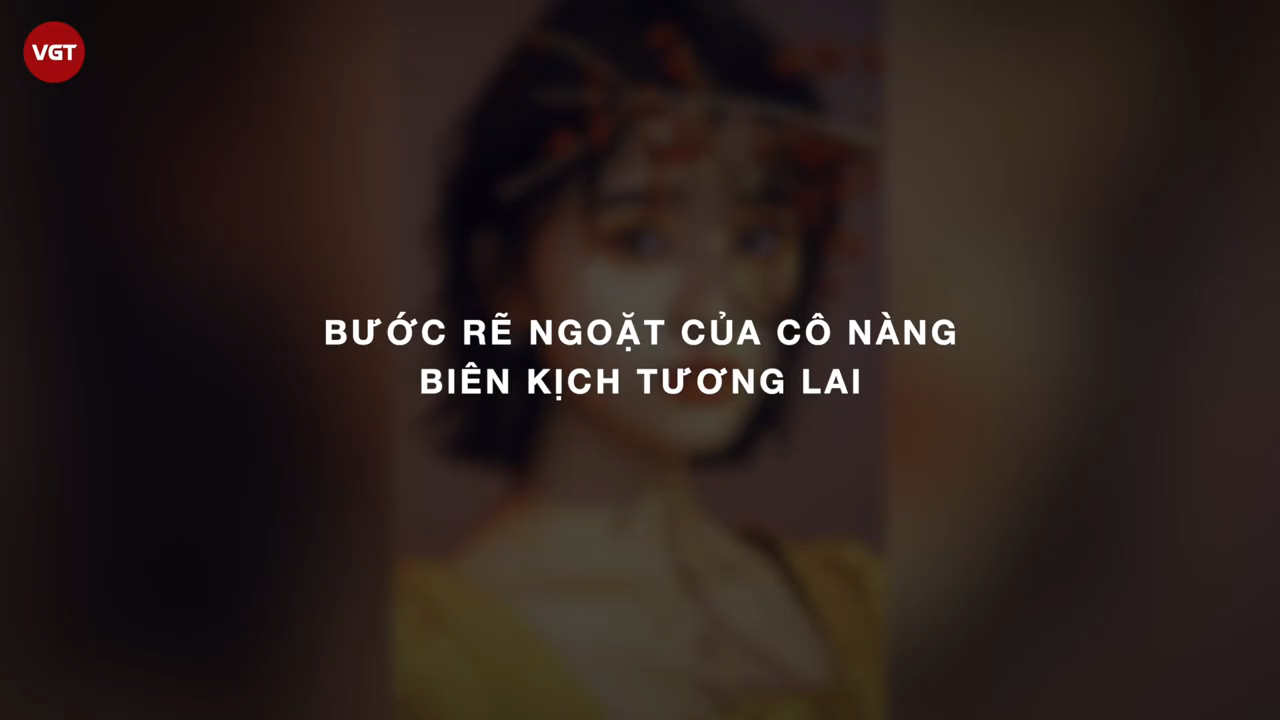 VGT
BƯỚC RẼ NGOẶT CỦA CÔ NÀNG
BIÊN KỊCH TƯƠNG LAI